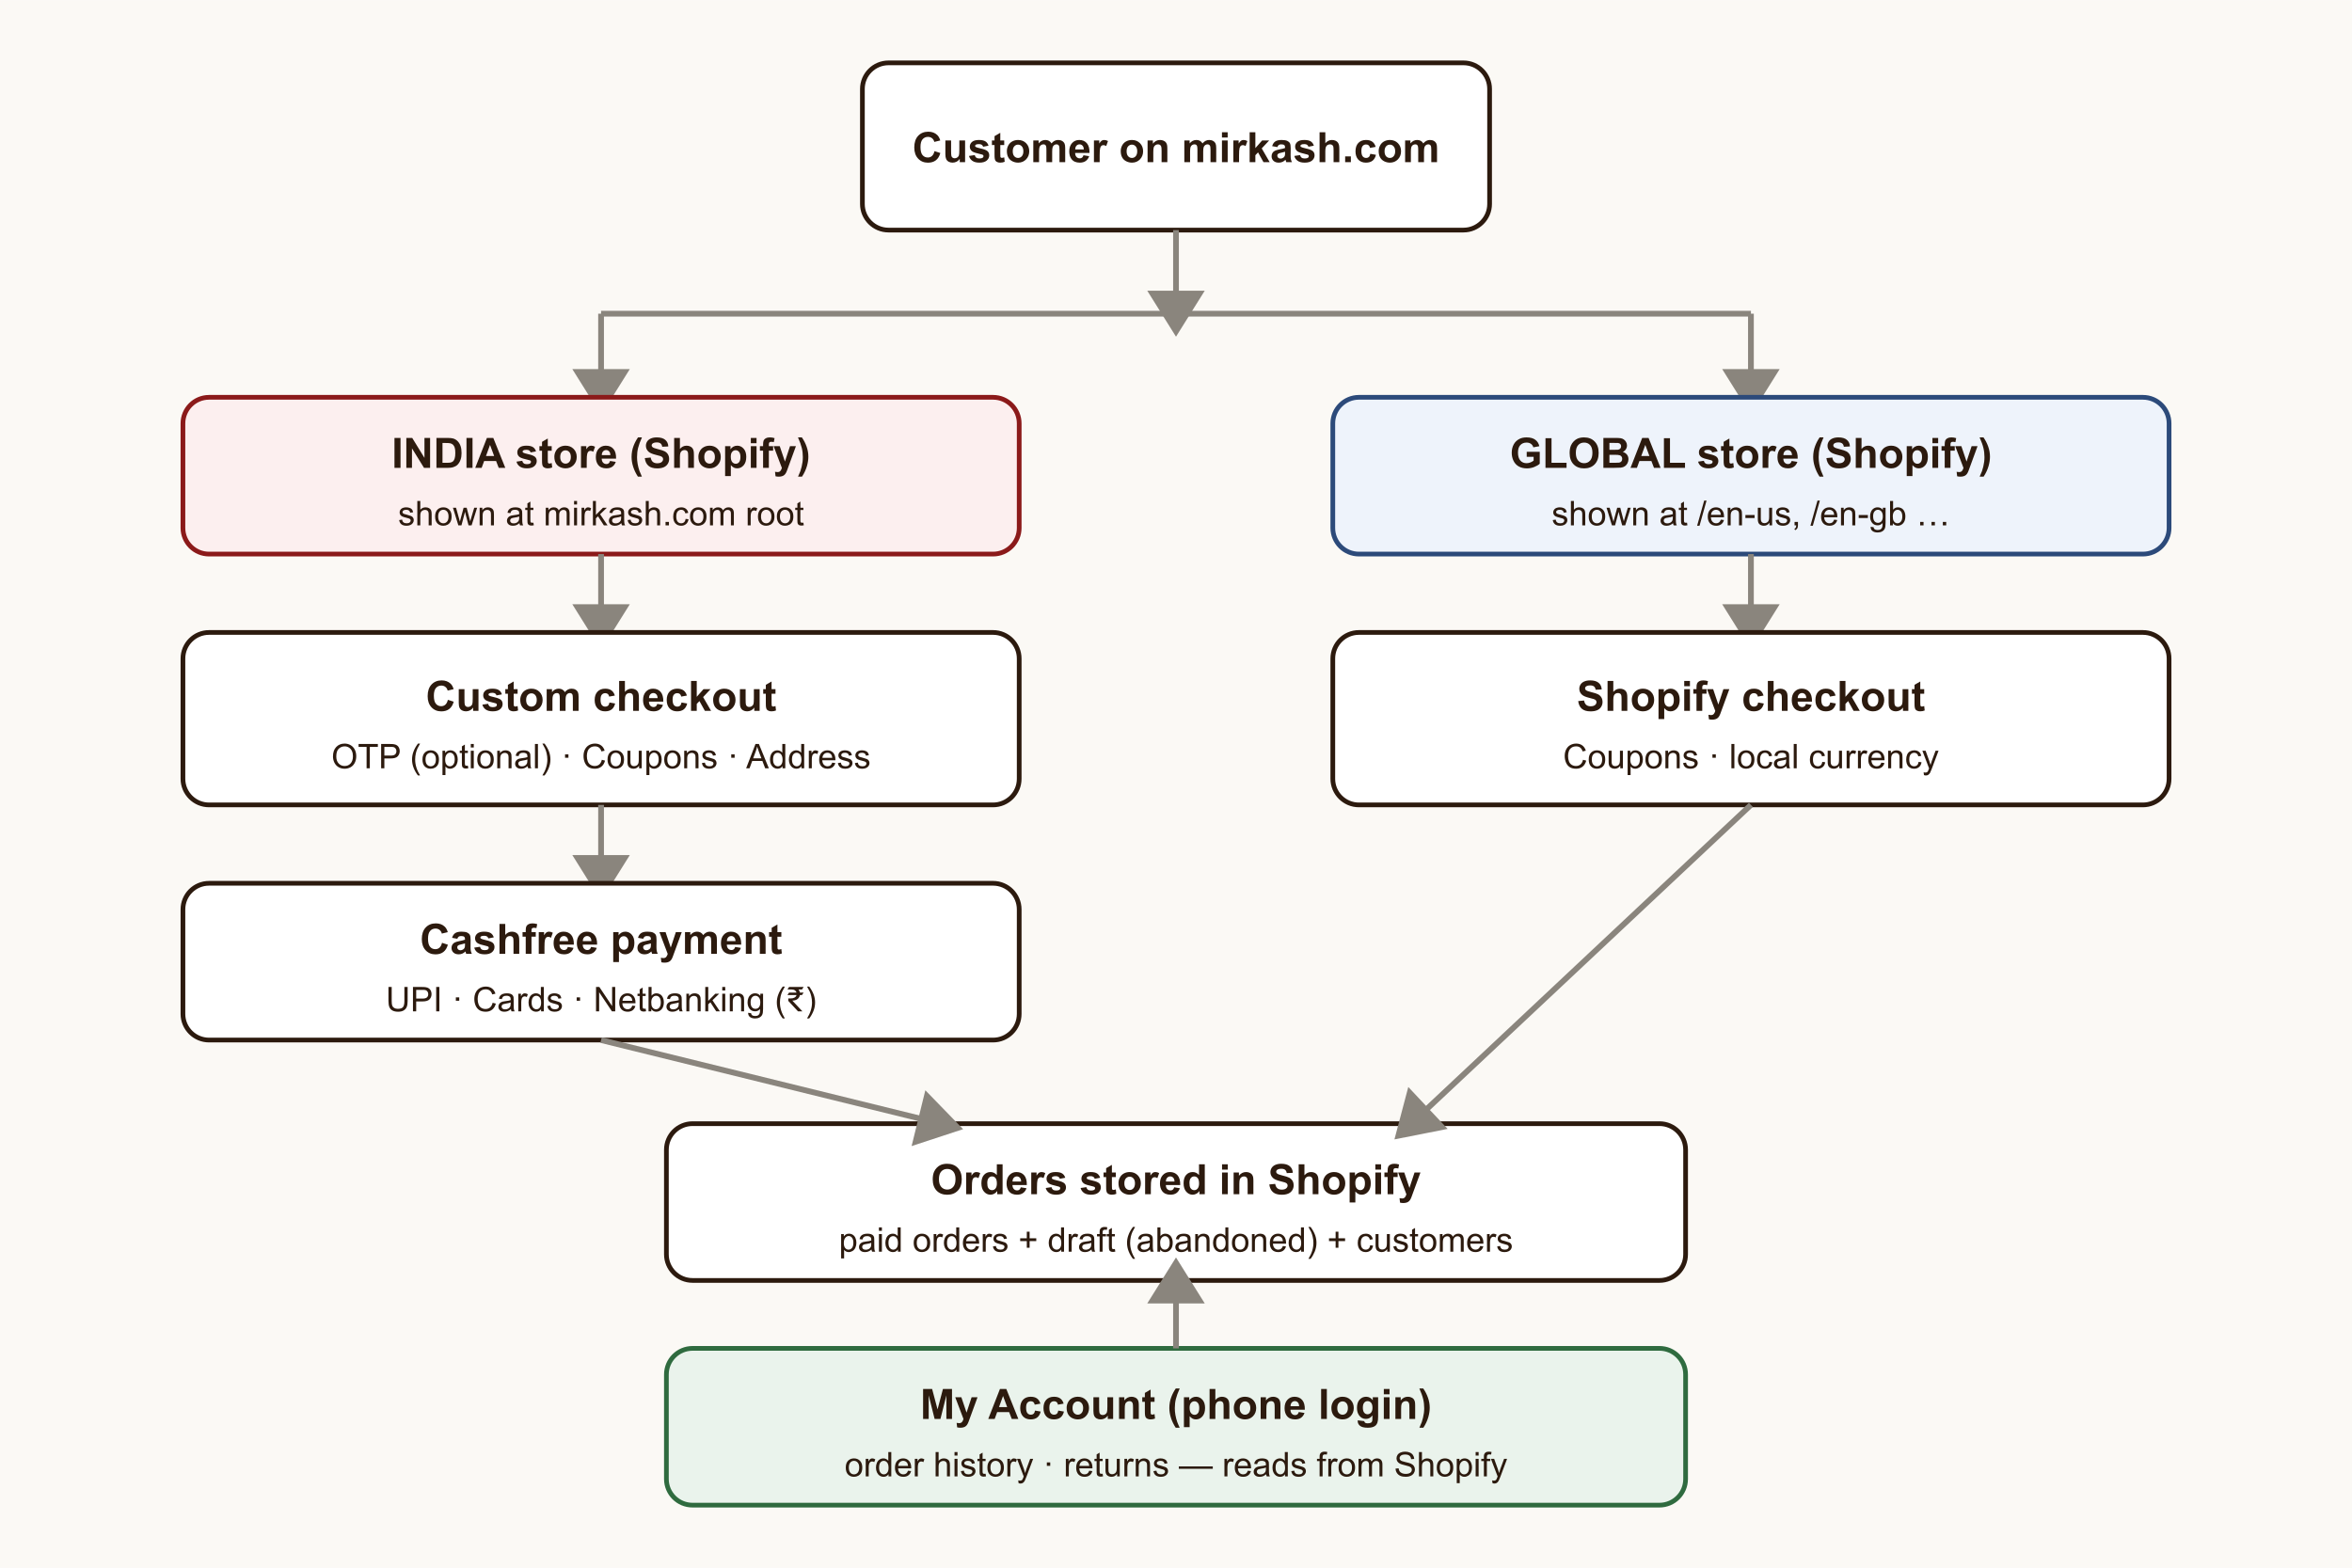 Customer on mirkash.com
INDIA store (Shopify)
shown at mirkash.com root
GLOBAL store (Shopify)
shown at /en-us, /en-gb …
Custom checkout
OTP (optional) · Coupons · Address
Shopify checkout
Coupons · local currency
Cashfree payment
UPI · Cards · Netbanking (₹)
Orders stored in Shopify
paid orders + draft (abandoned) + customers
My Account (phone login)
order history · returns — reads from Shopify